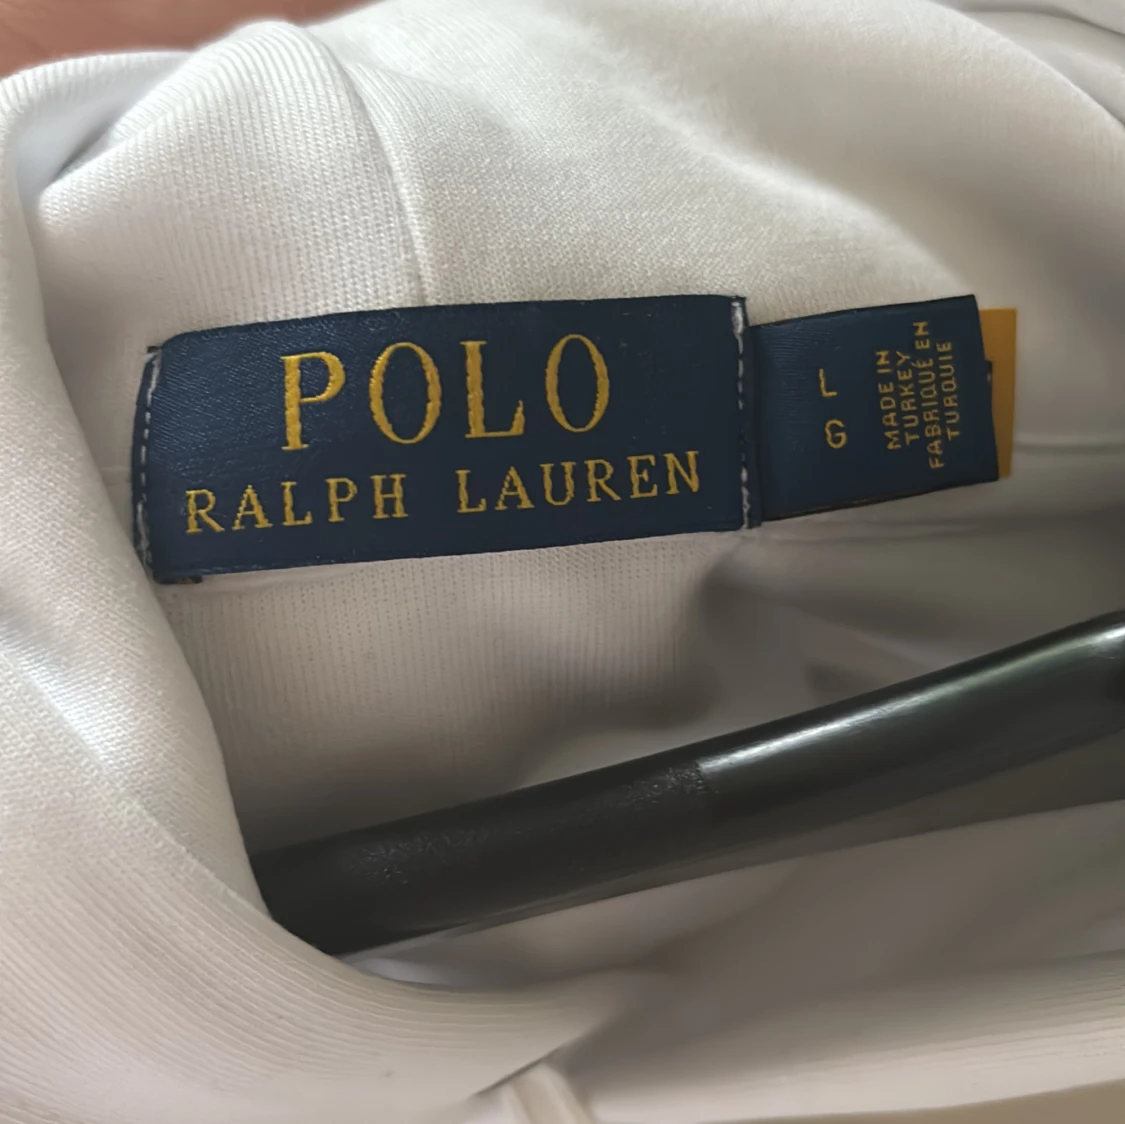 POLO
RALPH LAUREN
L
G
MADE IN
TURKEY
FABRIQUÉ EN
TURQUIE